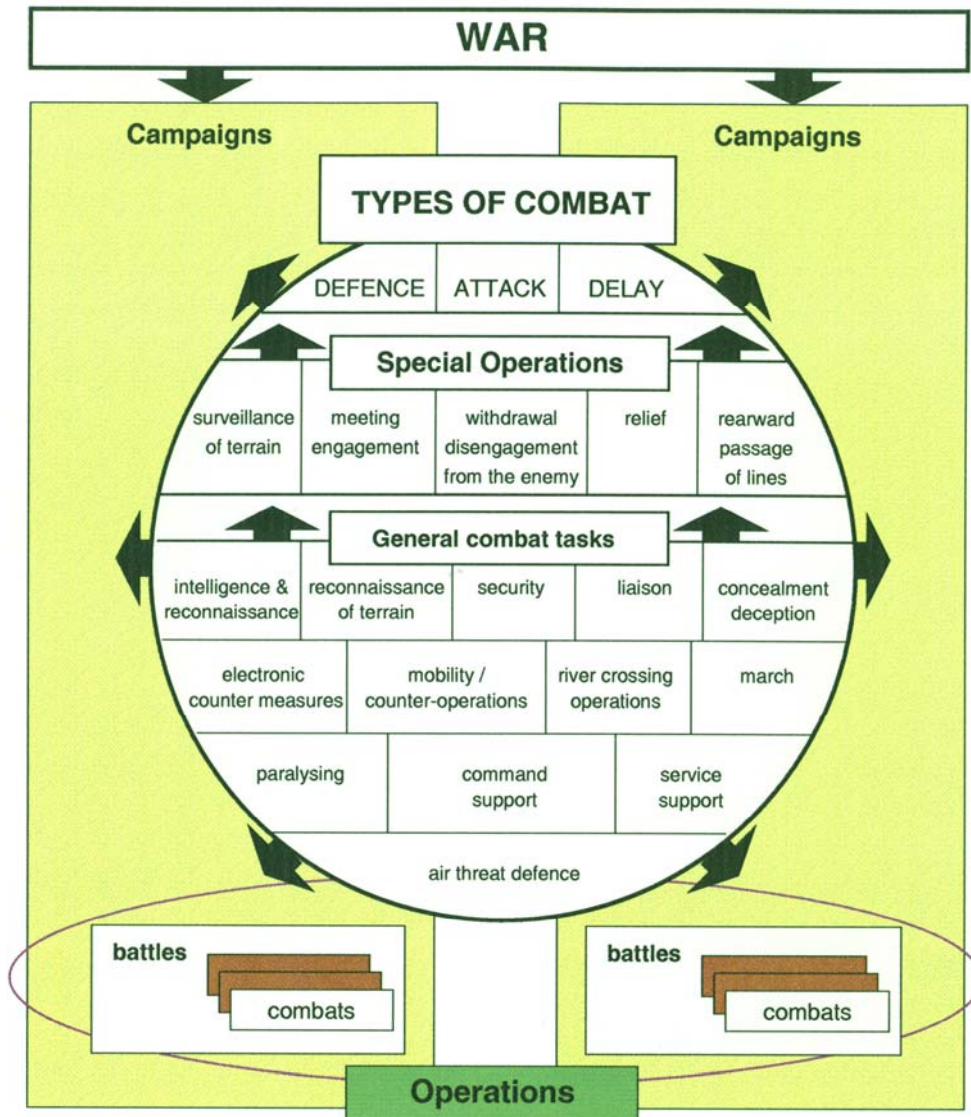 WAR
Campaigns
Campaigns
TYPES OF COMBAT
DEFENCE ATTACK DELAY
Special Operations
surveillance
of terrain
meeting
engagement
withdrawal
disengagement
from the enemy
relief
rearward
passage
of lines
General combat tasks
intelligence &
reconnaissance
reconnaissance
of terrain
security
liaison
concealment
deception
electronic
counter measures
mobility /
counter-operations
river crossing
operations
march
paralysing
command
support
service
support
air threat defence
battles
combats
battles
combats
Operations